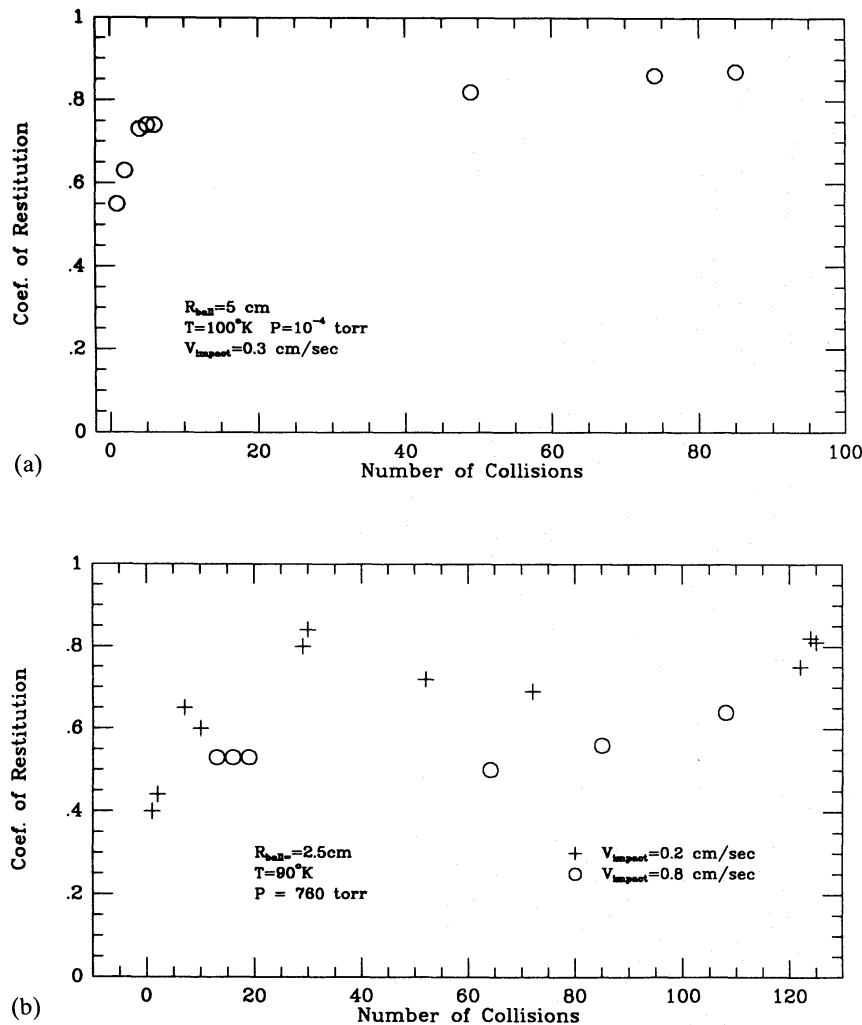 1
.8
.6
.4
.2
0
Coef. of Restitution
R_ball=5 cm
T=100°K P=10⁻⁴ torr
V_impact=0.3 cm/sec
0 20 40 60 80 100
Number of Collisions
(a)
1
.8
.6
.4
.2
0
Coef. of Restitution
R_ball==2.5cm
T=90°K
P = 760 torr
+ V_impact=0.2 cm/sec
○ V_impact=0.8 cm/sec
0 20 40 60 80 100 120
Number of Collisions
(b)